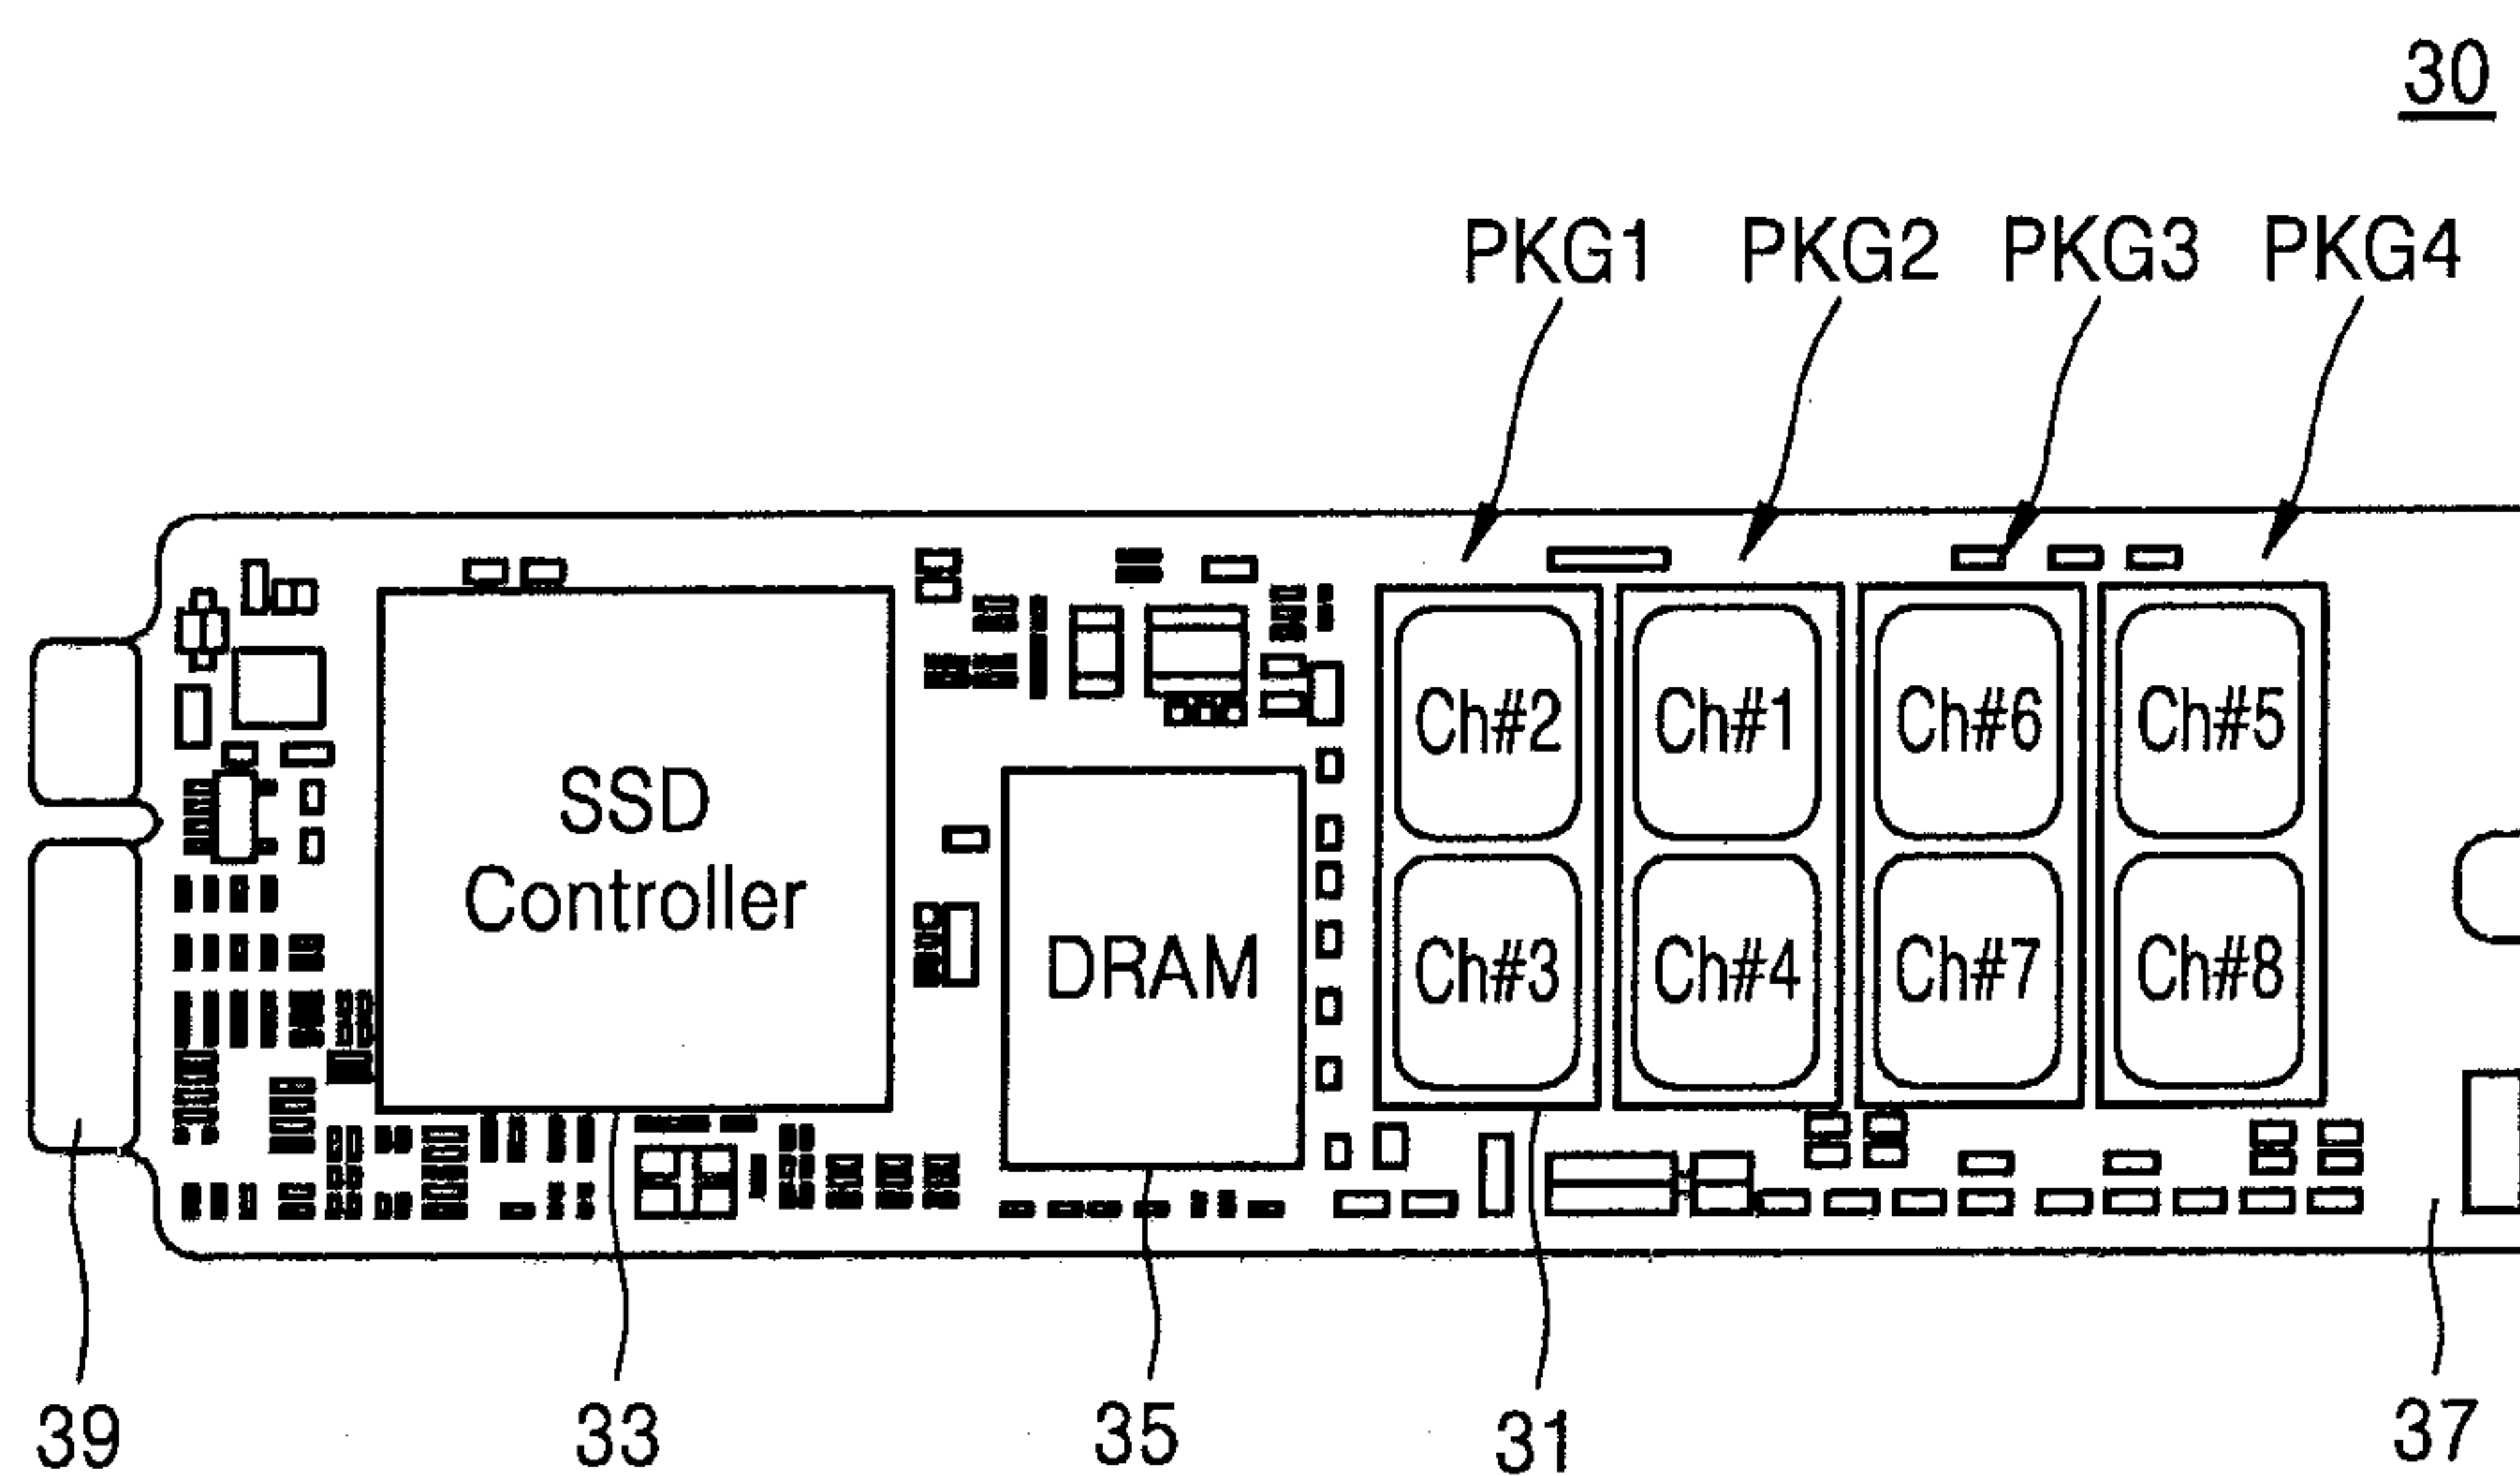 30
PKG1 PKG2 PKG3 PKG4
Ch#2 Ch#1 Ch#6 Ch#5
SSD
Controller
DRAM
Ch#3 Ch#4 Ch#7 Ch#8
39 33 35 31 37